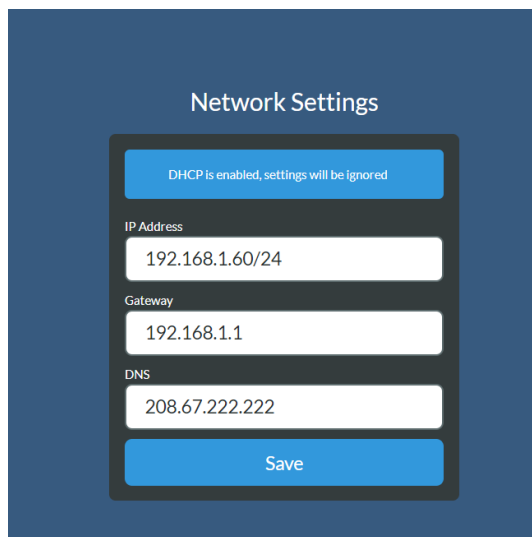 Network Settings
DHCP is enabled, settings will be ignored
IP Address
192.168.1.60/24
Gateway
192.168.1.1
DNS
208.67.222.222
Save